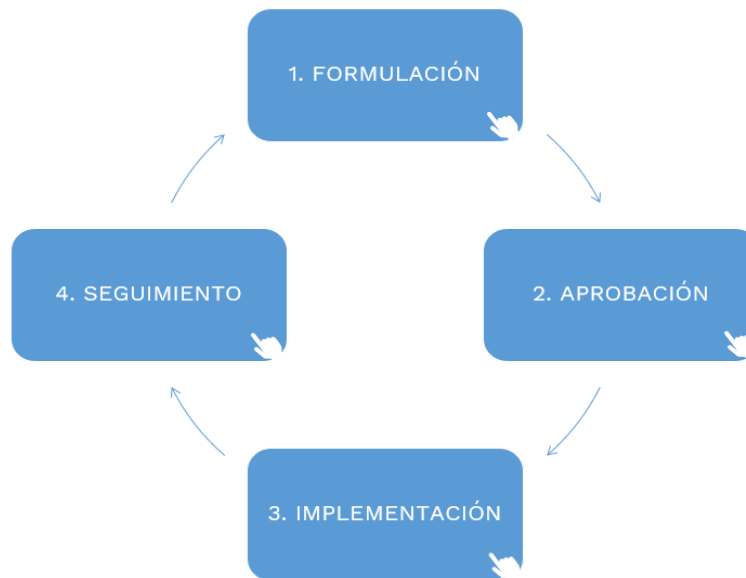 1. FORMULACIÓN
2. APROBACIÓN
3. IMPLEMENTACIÓN
4. SEGUIMIENTO